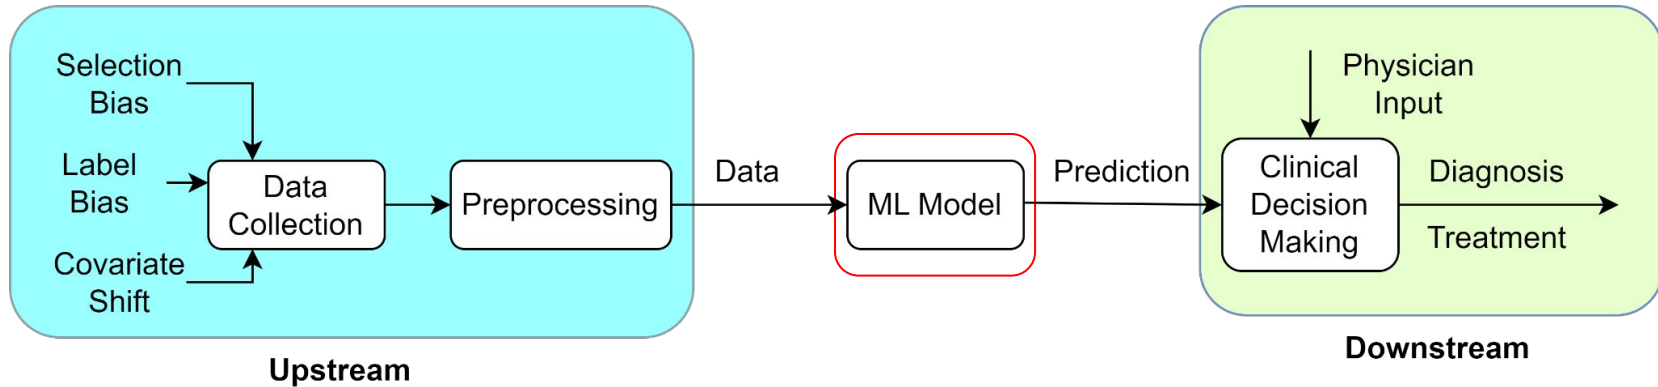 Selection
Bias
Label
Bias
Covariate
Shift
Data
Collection
Preprocessing
Upstream
Data
ML Model
Prediction
Physician
Input
Clinical
Decision
Making
Diagnosis
Treatment
Downstream